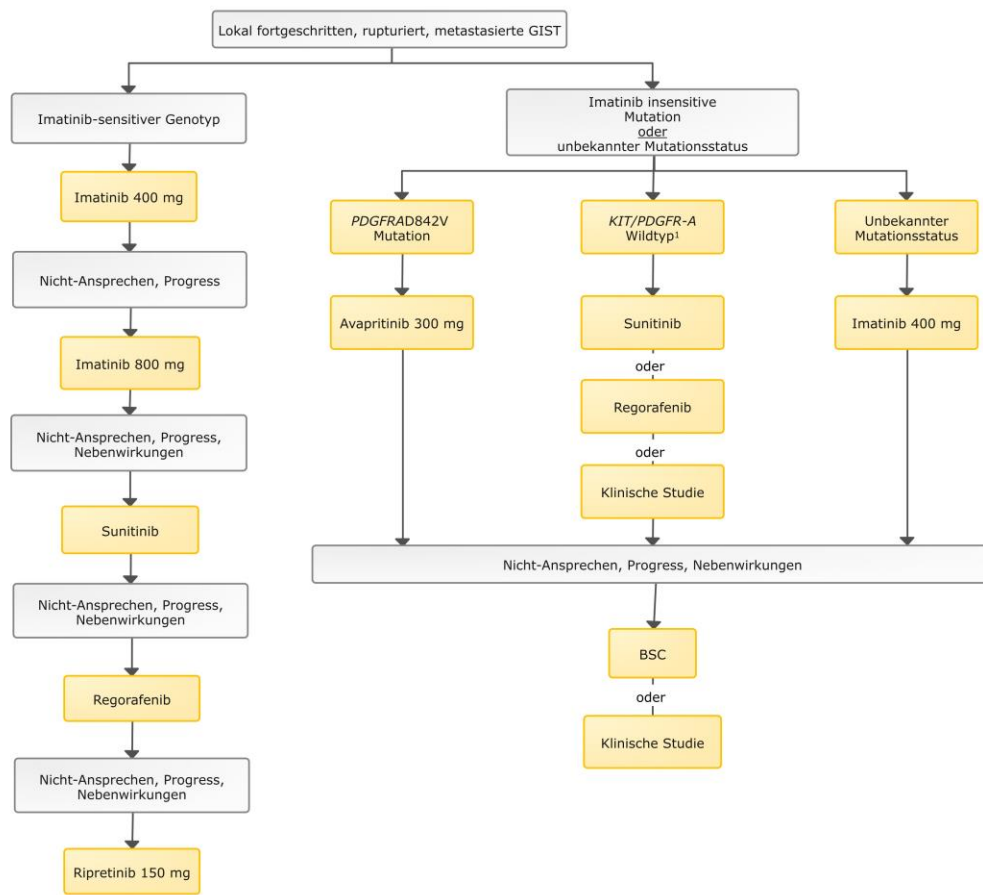 Lokal fortgeschritten, rupturiert, metastasierte GIST
Imatinib-sensitiver Genotyp
Imatinib 400 mg
Nicht-Ansprechen, Progress
Imatinib 800 mg
Nicht-Ansprechen, Progress,
Nebenwirkungen
Sunitinib
Nicht-Ansprechen, Progress,
Nebenwirkungen
Regorafenib
Nicht-Ansprechen, Progress,
Nebenwirkungen
Ripretinib 150 mg
Imatinib insensitive
Mutation
oder
unbekannter Mutationsstatus
PDGFRAD842V
Mutation
Avapritinib 300 mg
KIT/PDGFR-A
Wildtyp¹
Sunitinib
oder
Regorafenib
oder
Klinische Studie
Unbekannter
Mutationsstatus
Imatinib 400 mg
Nicht-Ansprechen, Progress, Nebenwirkungen
BSC
oder
Klinische Studie